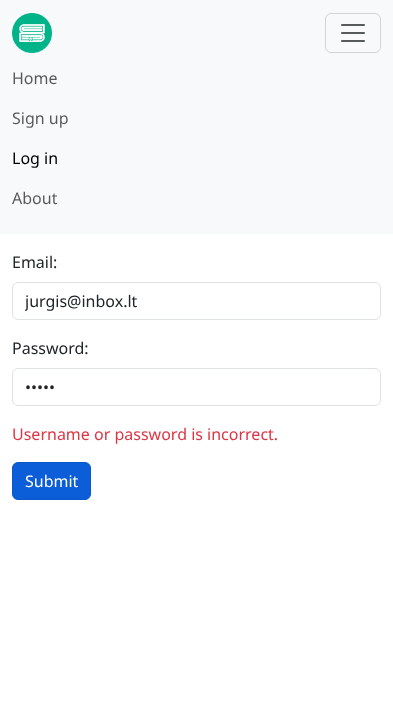 Home
Sign up
Log in
About
Email:
jurgis@inbox.lt
Password:
•••••
Username or password is incorrect.
Submit